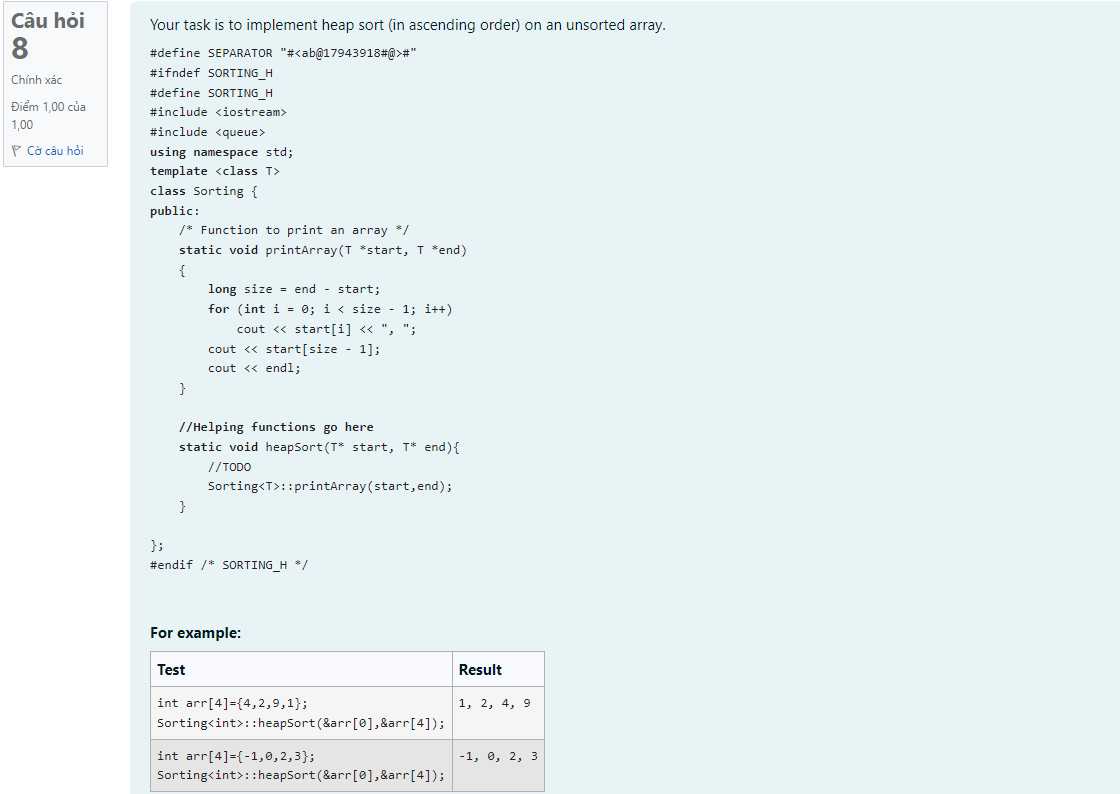 Câu hỏi
8
Chính xác
Điểm 1,00 của
1,00
Cờ câu hỏi
Your task is to implement heap sort (in ascending order) on an unsorted array.
#define SEPARATOR "#<ab@17943918#@>#"
#ifndef SORTING_H
#define SORTING_H
#include <iostream>
#include <queue>
using namespace std;
template <class T>
class Sorting {
public:
    /* Function to print an array */
    static void printArray(T *start, T *end)
    {
        long size = end - start;
        for (int i = 0; i < size - 1; i++)
            cout << start[i] << ", ";
        cout << start[size - 1];
        cout << endl;
    }
    //Helping functions go here
    static void heapSort(T* start, T* end){
        //TODO
        Sorting<T>::printArray(start,end);
    }
};
#endif /* SORTING_H */
For example:
Test Result
int arr[4]={4,2,9,1}; 1, 2, 4, 9
Sorting<int>::heapSort(&arr[0],&arr[4]);
int arr[4]={-1,0,2,3}; -1, 0, 2, 3
Sorting<int>::heapSort(&arr[0],&arr[4]);